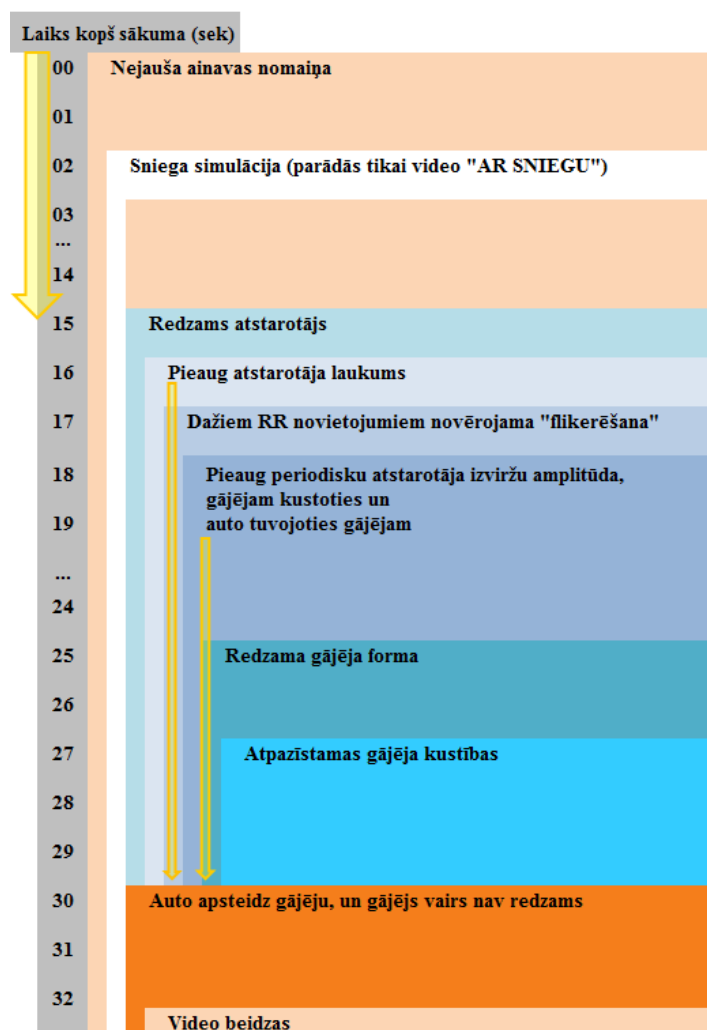 Laiks kopš sākuma (sek)
00 Nejauša ainavas nomaiņa
01
02 Sniega simulācija (parādās tikai video "AR SNIEGU")
03
...
14
15 Redzams atstarotājs
16 Pieaug atstarotāja laukums
17 Dažiem RR novietojumiem novērojama "flikerēšana"
18 Pieaug periodisku atstarotāja izviržu amplitūda,
gājējam kustoties un
19 auto tuvojoties gājējam
...
24
25 Redzama gājēja forma
26
27 Atpazīstamas gājēja kustības
28
29
30 Auto apsteidz gājēju, un gājējs vairs nav redzams
31
32
Video beidzas